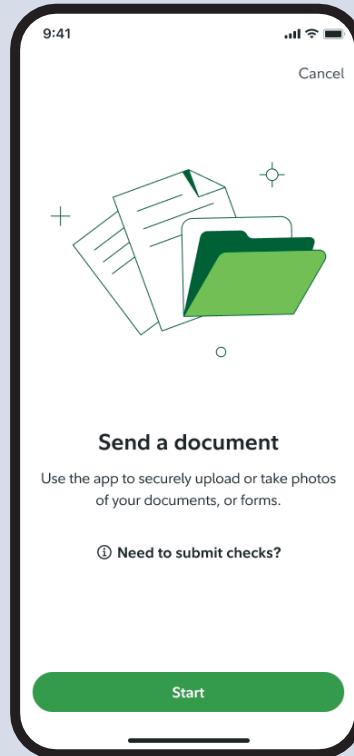 9:41
Cancel
Send a document
Use the app to securely upload or take photos
of your documents, or forms.
Need to submit checks?
Start